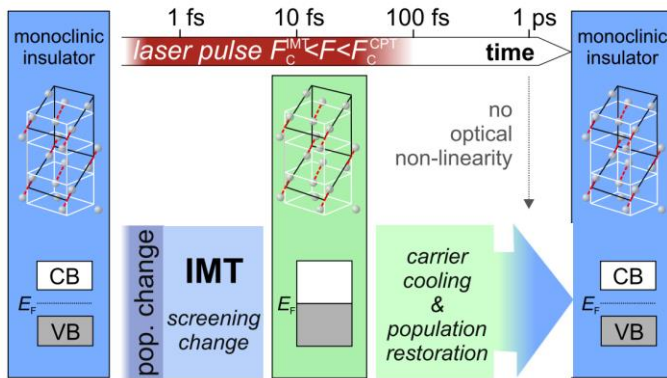 monoclinic
insulator
1 fs
10 fs
100 fs
1 ps
laser pulse F_C^IMT<F<F_C^CPT
time
monoclinic
insulator
no
optical
non-linearity
CB
E_F
VB
pop. change
IMT
screening
change
E_F
carrier
cooling
&
population
restoration
CB
E_F
VB